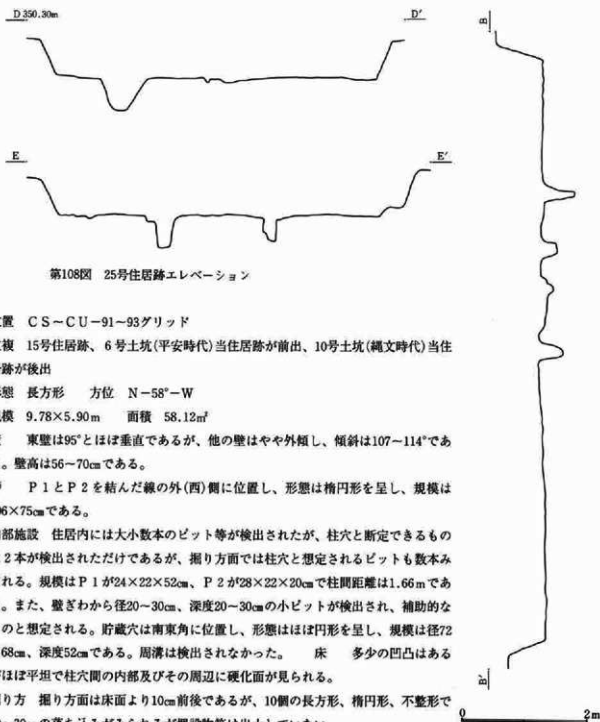 D 350.30m
D′
B
E
E′
第108図　25号住居跡エレベーション
置　ＣＳ～ＣＵ－91～93グリッド
複　15号住居跡、６号土坑(平安時代)当住居跡が前出、10号土坑(縄文時代)当住
跡が後出
態　長方形　　方位　Ｎ－58°－Ｗ
模　9.78×5.90ｍ　　面積　58.12㎡
東壁は95°とほぼ垂直であるが、他の壁はやや外傾し、傾斜は107～114°であ
。壁高は56～70㎝である。
Ｐ１とＰ２を結んだ線の外(西)側に位置し、形態は楕円形を呈し、規模は
96×75㎝である。
部施設　住居内には大小数本のピット等が検出されたが、柱穴と断定できるもの
２本が検出されただけであるが、掘り方面では柱穴と想定されるピットも数本み
れる。規模はＰ１が24×22×52㎝、Ｐ２が28×22×20㎝で柱間距離は1.66ｍであ
。また、壁ぎわから径20～30㎝、深度20～30㎝の小ピットが検出され、補助的な
のと想定される。貯蔵穴は南東角に位置し、形態はほぼ円形を呈し、規模は径72
68㎝、深度52㎝である。周溝は検出されなかった。　　床　　多少の凹凸はある
ほぼ平坦で柱穴間の内部及びその周辺に硬化面が見られる。
り方　掘り方面は床面より10㎝前後であるが、10個の長方形、楕円形、不整形で
B′
0
2m